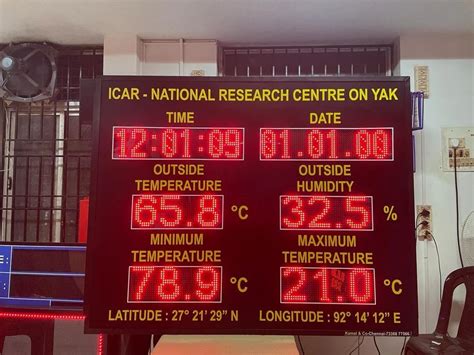 ICAR - NATIONAL RESEARCH CENTRE ON YAK
TIME DATE
12:01:09 01.01.00
OUTSIDE TEMPERATURE OUTSIDE HUMIDITY
65.8 °C 32.5 %
MINIMUM TEMPERATURE MAXIMUM TEMPERATURE
78.9 °C 21.0 °C
LATITUDE : 27° 21' 29" N LONGITUDE : 92° 14' 12" E